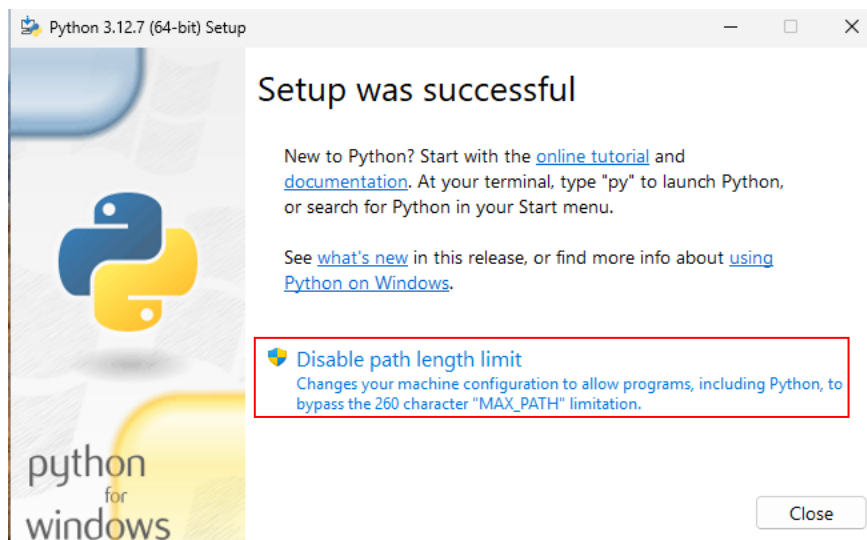 Python 3.12.7 (64-bit) Setup
Setup was successful
New to Python? Start with the online tutorial and
documentation. At your terminal, type "py" to launch Python,
or search for Python in your Start menu.
See what's new in this release, or find more info about using
Python on Windows.
Disable path length limit
Changes your machine configuration to allow programs, including Python, to
bypass the 260 character "MAX_PATH" limitation.
python
for
windows
Close